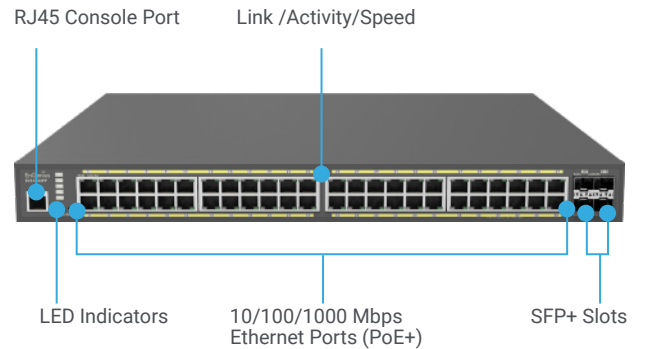 RJ45 Console Port
Link /Activity/Speed
LED Indicators
10/100/1000 Mbps
Ethernet Ports (PoE+)
SFP+ Slots